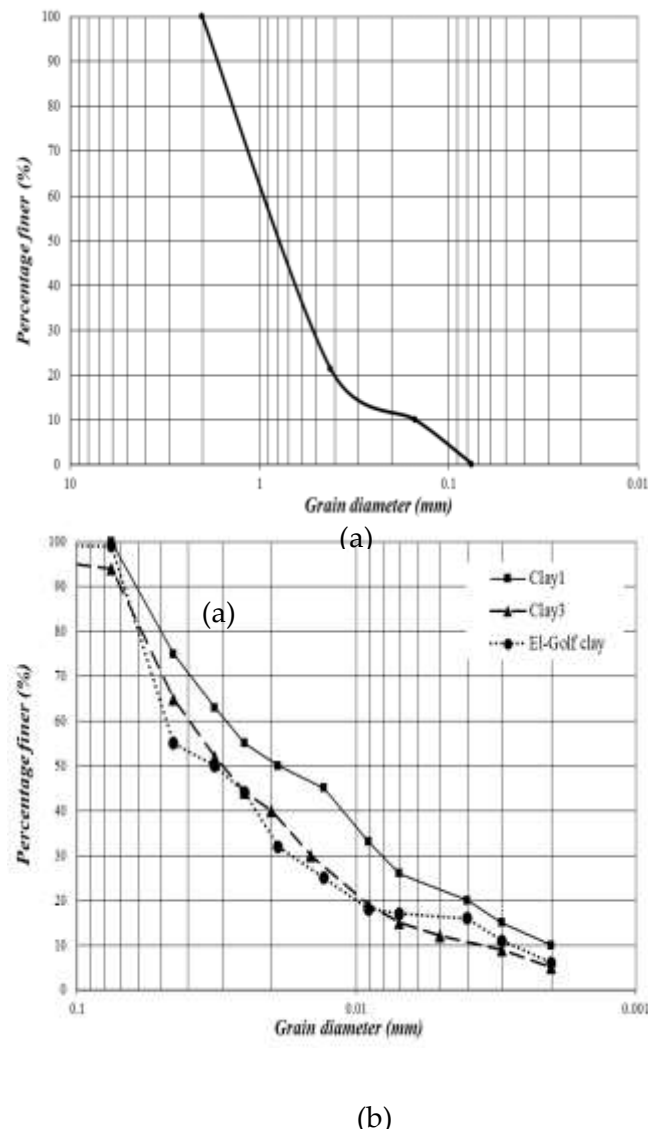 100
90
80
70
60
50
40
30
20
10
0
Percentage finer (%)
10 1 0.1 0.01
Grain diameter (mm)
(a)
100
90
80
70
60
50
40
30
20
10
0
Percentage finer (%)
(a)
Clay1
Clay3
El-Golf clay
0.1 0.01 0.001
Grain diameter (mm)
(b)